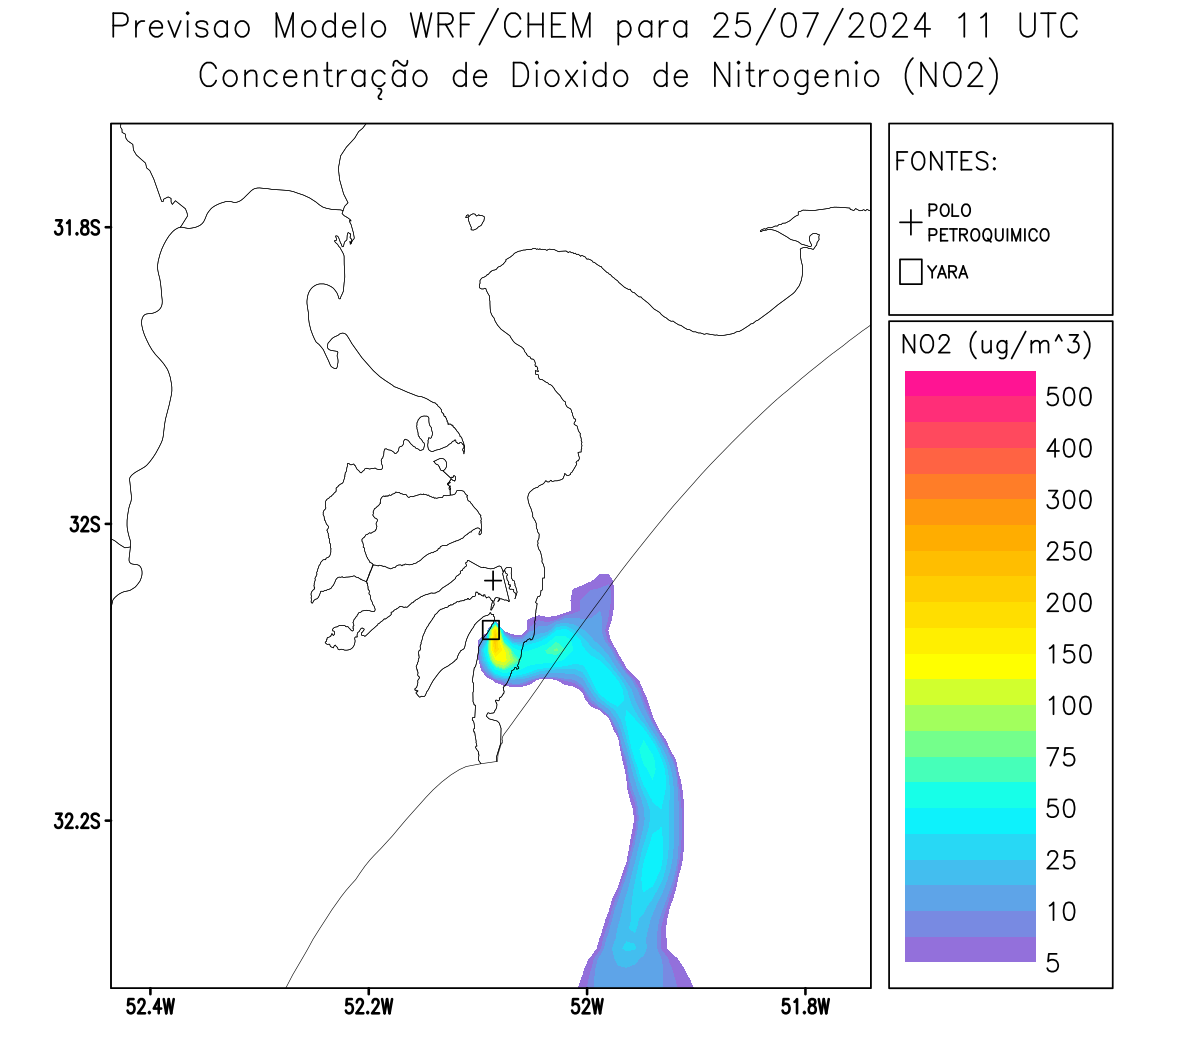 Previsao Modelo WRF/CHEM para 25/07/2024 11 UTC
Concentração de Dioxido de Nitrogenio (NO2)
FONTES:
POLO
PETROQUIMICO
YARA
NO2 (ug/m^3)
500
400
300
250
200
150
100
75
50
25
10
5
31.8S
32S
32.2S
52.4W
52.2W
52W
51.8W